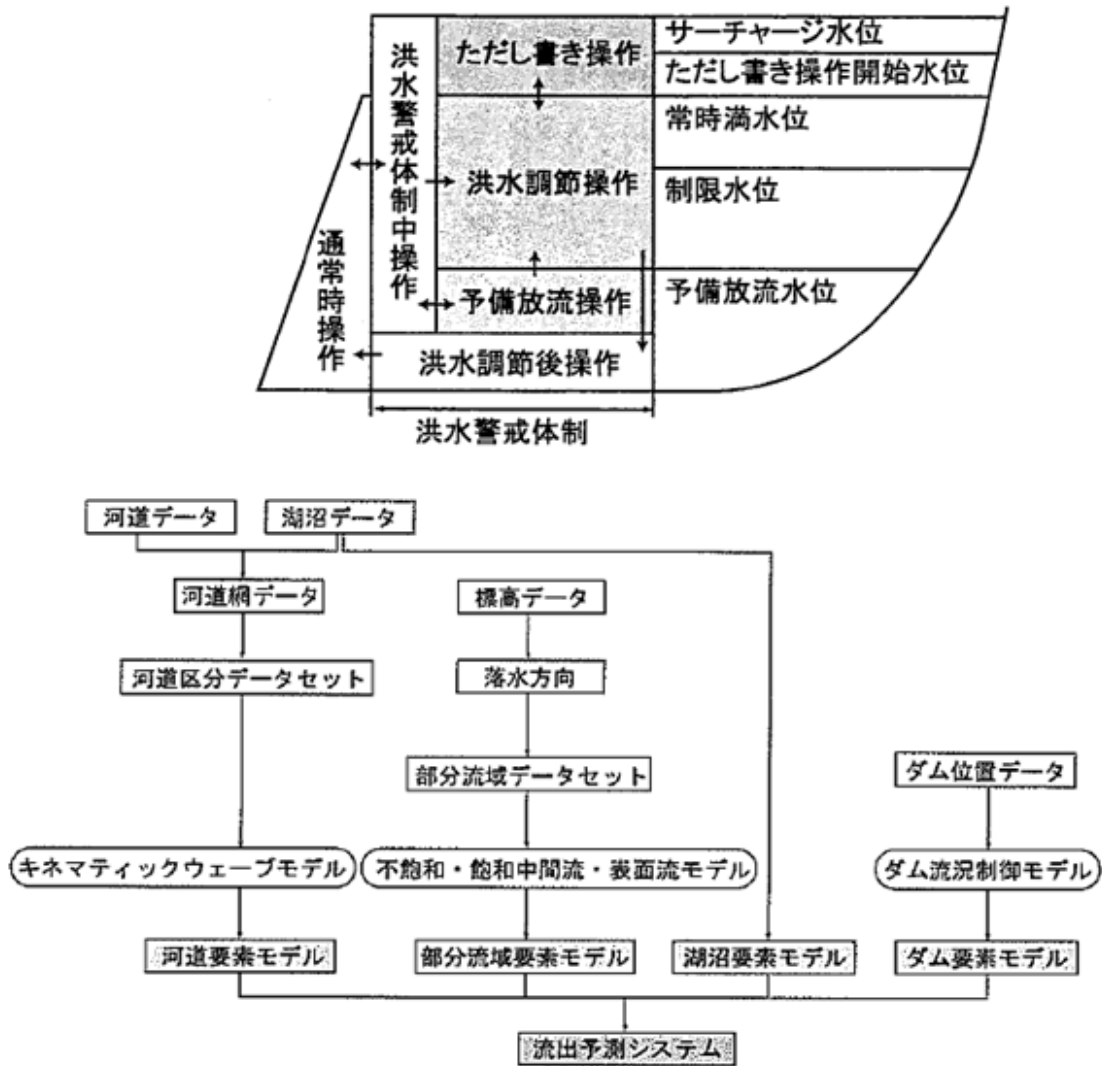 洪水警戒体制中操作
ただし書き操作
サーチャージ水位
ただし書き操作開始水位
常時満水位
洪水調節操作
制限水位
通常時操作
予備放流操作
予備放流水位
洪水調節後操作
洪水警戒体制
河道データ
湖沼データ
河道網データ
標高データ
河道区分データセット
落水方向
部分流域データセット
ダム位置データ
キネマティックウェーブモデル
不飽和・飽和中間流・表面流モデル
ダム流況制御モデル
河道要素モデル
部分流域要素モデル
湖沼要素モデル
ダム要素モデル
流出予測システム